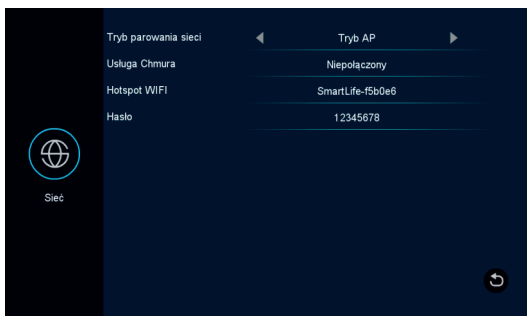 Tryb parowania sieci Tryb AP
Usługa Chmura Niepołączony
Hotspot WIFI SmartLife-f5b0e6
Hasło 12345678
Sieć